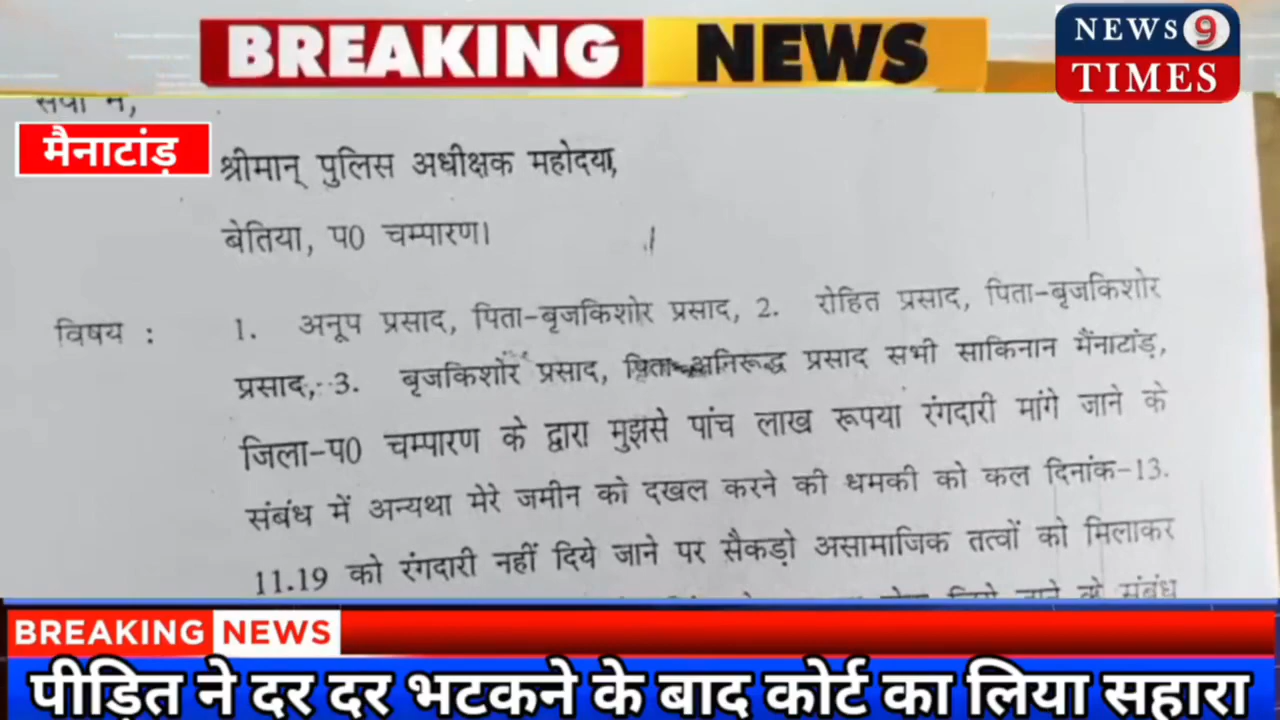 BREAKING NEWS
NEWS 9
TIMES
मैनाटांड़
श्रीमान् पुलिस अधीक्षक महोदया,
बेतिया, प0 चम्पारण।
विषय : 1. अनूप प्रसाद, पिता-बृजकिशोर प्रसाद, 2. रोहित प्रसाद, पिता-बृजकिशोर
प्रसाद, 3. बृजकिशोर प्रसाद, पिता-अनिरूद्ध प्रसाद सभी साकिनान मैंनाटांड़,
जिला-प0 चम्पारण के द्वारा मुझसे पांच लाख रूपया रंगदारी मांगे जाने के
संबंध में अन्यथा मेरे जमीन को दखल करने की धमकी को कल दिनांक-13.
11.19 को रंगदारी नहीं दिये जाने पर सैकड़ो असामाजिक तत्वों को मिलाकर
BREAKING NEWS
पीड़ित ने दर दर भटकने के बाद कोर्ट का लिया सहारा